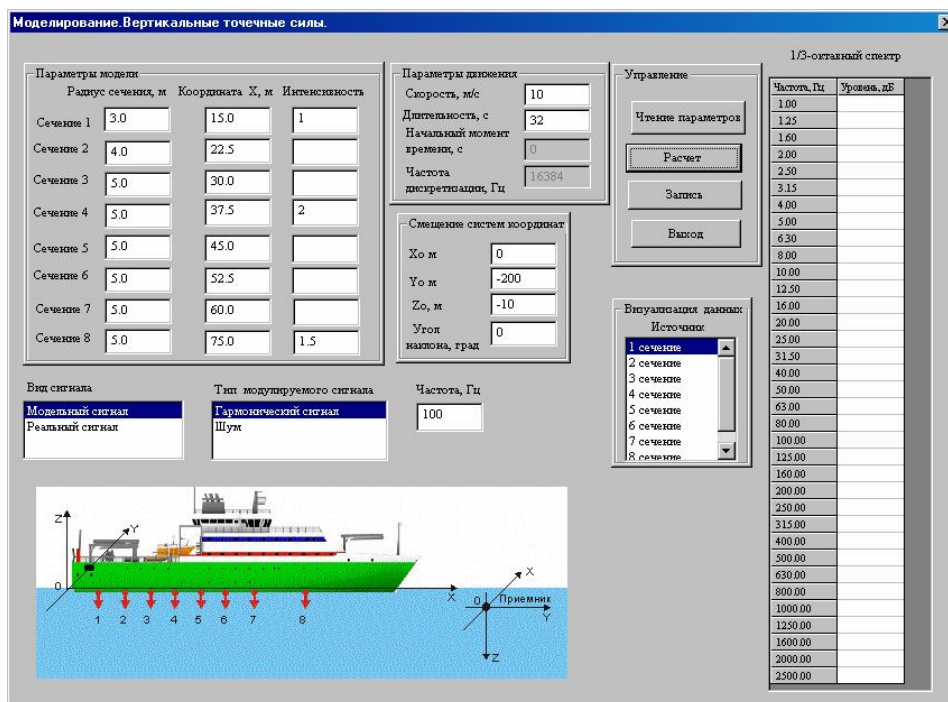 Моделирование.Вертикальные точечные силы.
Параметры модели
Радиус сечения, м Координата X, м Интенсивность
Сечение 1 3.0 15.0 1
Сечение 2 4.0 22.5
Сечение 3 5.0 30.0
Сечение 4 5.0 37.5 2
Сечение 5 5.0 45.0
Сечение 6 5.0 52.5
Сечение 7 5.0 60.0
Сечение 8 5.0 75.0 1.5
Параметры движения
Скорость, м/с 10
Длительность, с 32
Начальный момент
времени, с 0
Частота
дискретизации, Гц 16384
Смещение систем координат
Xo м 0
Yo м -200
Zo, м -10
Угол
наклона, град 0
Управление
Чтение параметров
Расчет
Запись
Выход
Визуализация данных
Источник
1 сечение
2 сечение
3 сечение
4 сечение
5 сечение
6 сечение
7 сечение
8 сечение
Вид сигнала
Модельный сигнал
Реальный сигнал
Тип модулируемого сигнала
Гармонический сигнал
Шум
Частота, Гц
100
Z
Y
0
X
1 2 3 4 5 6 7 8
X
0 Приемник
Y
Z
1/3-октавный спектр
Частота, Гц Уровень, дБ
1.00
1.25
1.60
2.00
2.50
3.15
4.00
5.00
6.30
8.00
10.00
12.50
16.00
20.00
25.00
31.50
40.00
50.00
63.00
80.00
100.00
125.00
160.00
200.00
250.00
315.00
400.00
500.00
630.00
800.00
1000.00
1250.00
1600.00
2000.00
2500.00